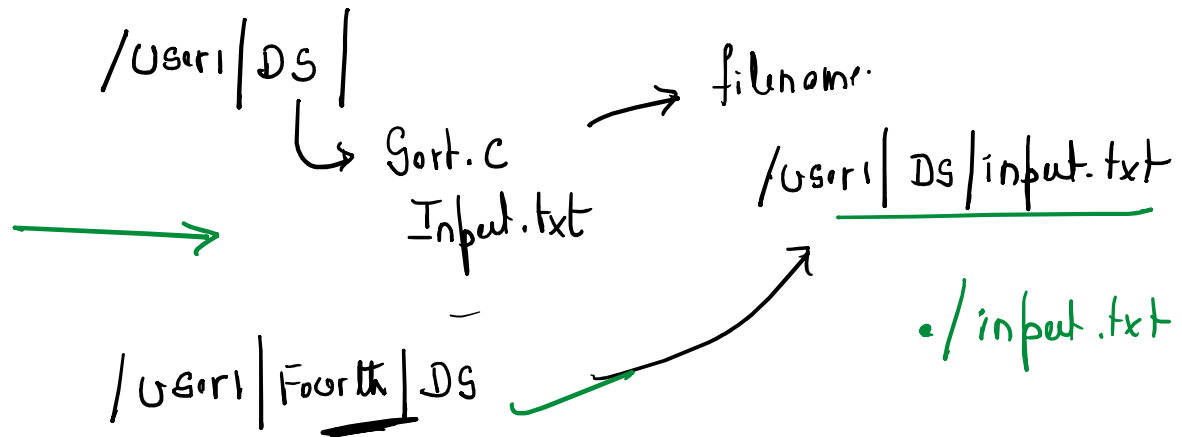 /User1/DS/
filename.
Sort.c
/user1/DS/input.txt
Input.txt
./input.txt
/user1/Fourth/DS